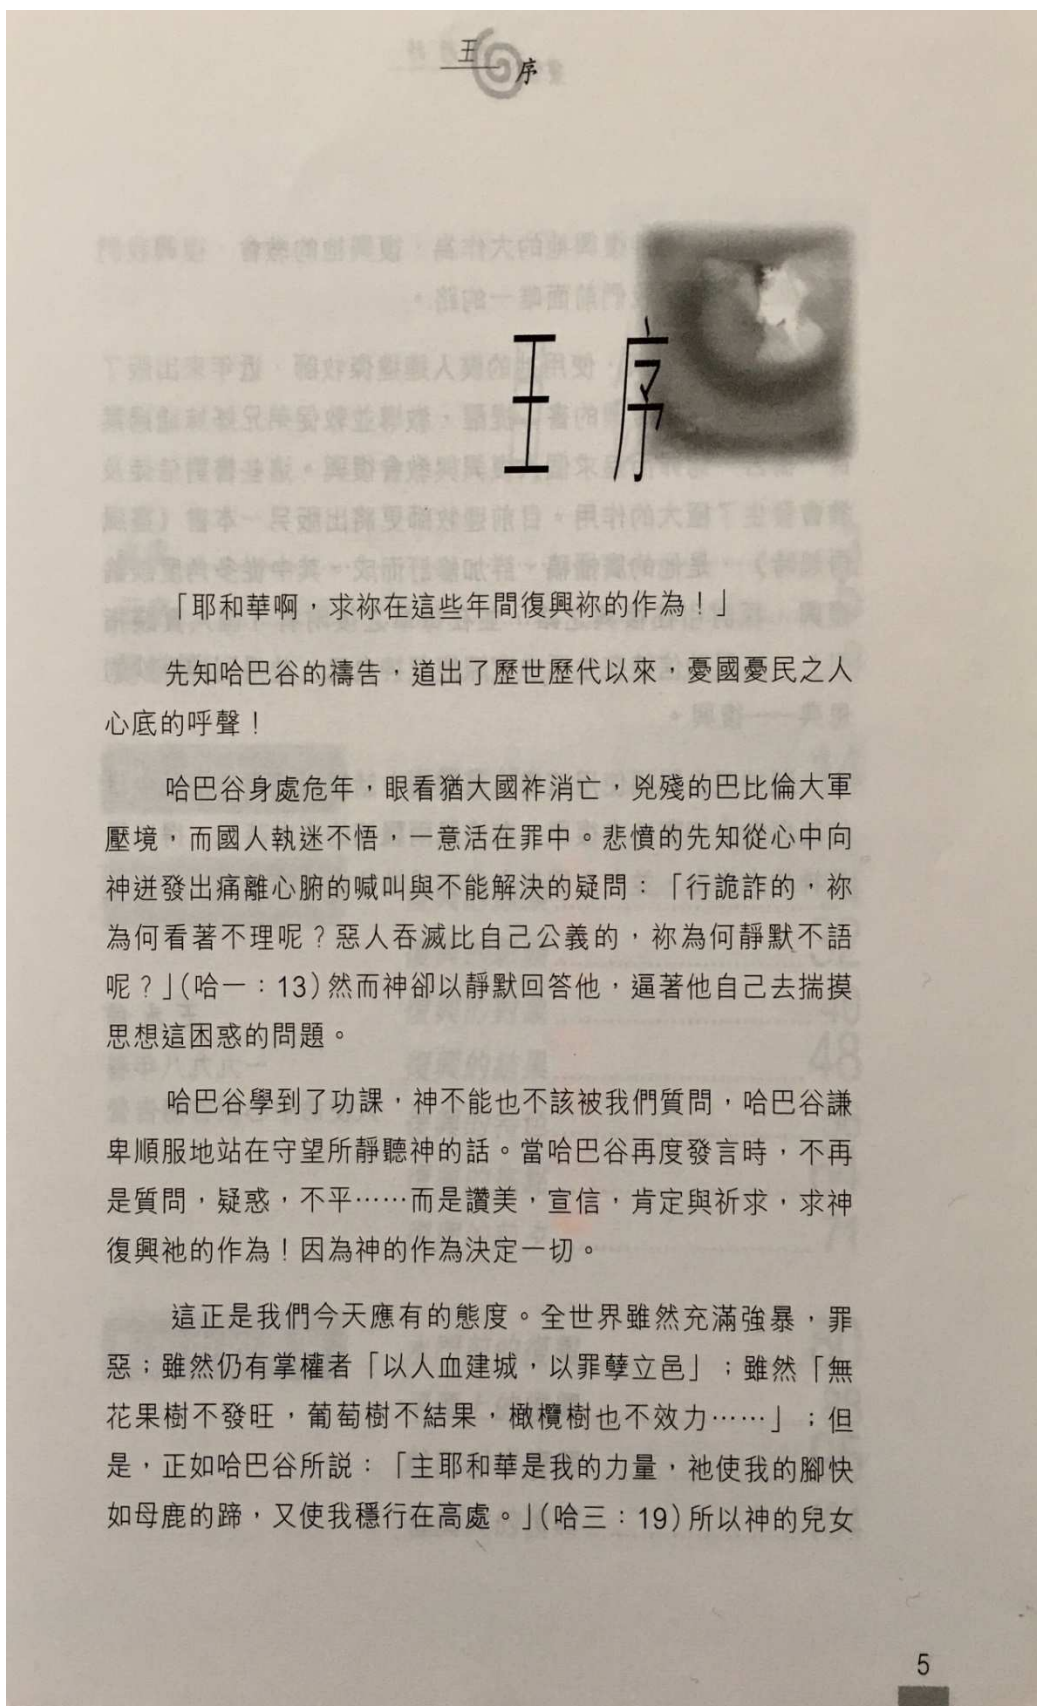 王序
王序
「耶和華啊，求祢在這些年間復興祢的作為！」
先知哈巴谷的禱告，道出了歷世歷代以來，憂國憂民之人
心底的呼聲！
哈巴谷身處危年，眼看猶大國祚消亡，兇殘的巴比倫大軍
壓境，而國人執迷不悟，一意活在罪中。悲憤的先知從心中向
神迸發出痛離心腑的喊叫與不能解決的疑問：「行詭詐的，祢
為何看著不理呢？惡人吞滅比自己公義的，祢為何靜默不語
呢？」（哈一：13）然而神卻以靜默回答他，逼著他自己去揣摸
思想這困惑的問題。
哈巴谷學到了功課，神不能也不該被我們質問，哈巴谷謙
卑順服地站在守望所靜聽神的話。當哈巴谷再度發言時，不再
是質問，疑惑，不平……而是讚美，宣信，肯定與祈求，求神
復興祂的作為！因為神的作為決定一切。
這正是我們今天應有的態度。全世界雖然充滿強暴，罪
惡；雖然仍有掌權者「以人血建城，以罪孽立邑」；雖然「無
花果樹不發旺，葡萄樹不結果，橄欖樹也不效力……」；但
是，正如哈巴谷所説：「主耶和華是我的力量，祂使我的腳快
如母鹿的蹄，又使我穩行在高處。」（哈三：19）所以神的兒女
5